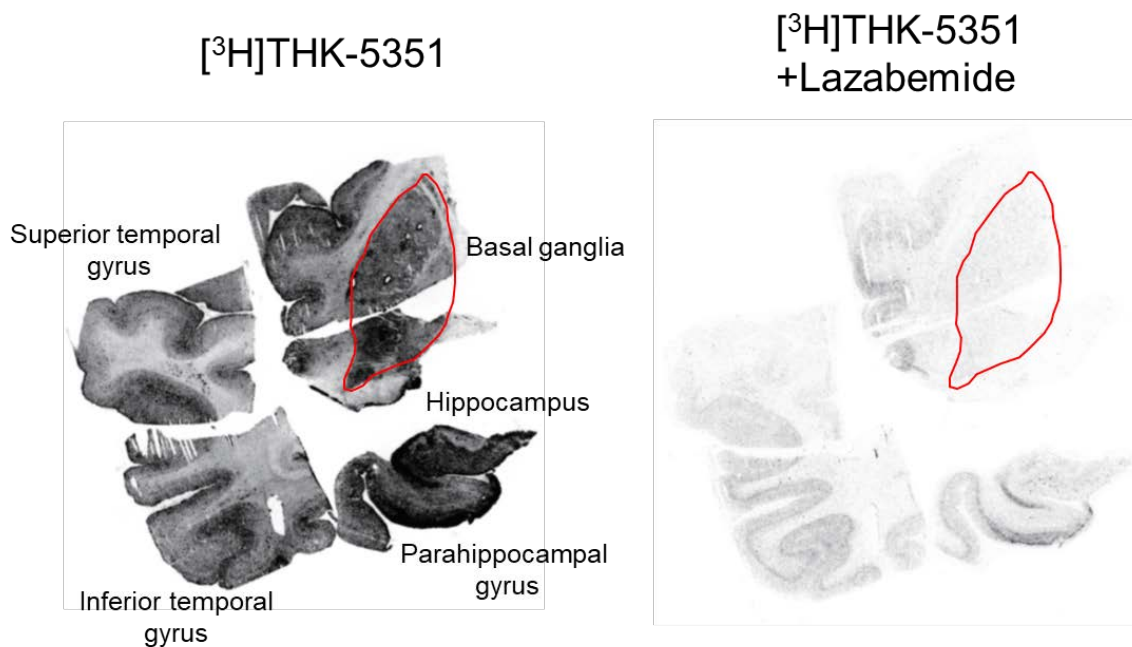 [³H]THK-5351
[³H]THK-5351
+Lazabemide
Superior temporal
gyrus
Basal ganglia
Hippocampus
Parahippocampal
gyrus
Inferior temporal
gyrus